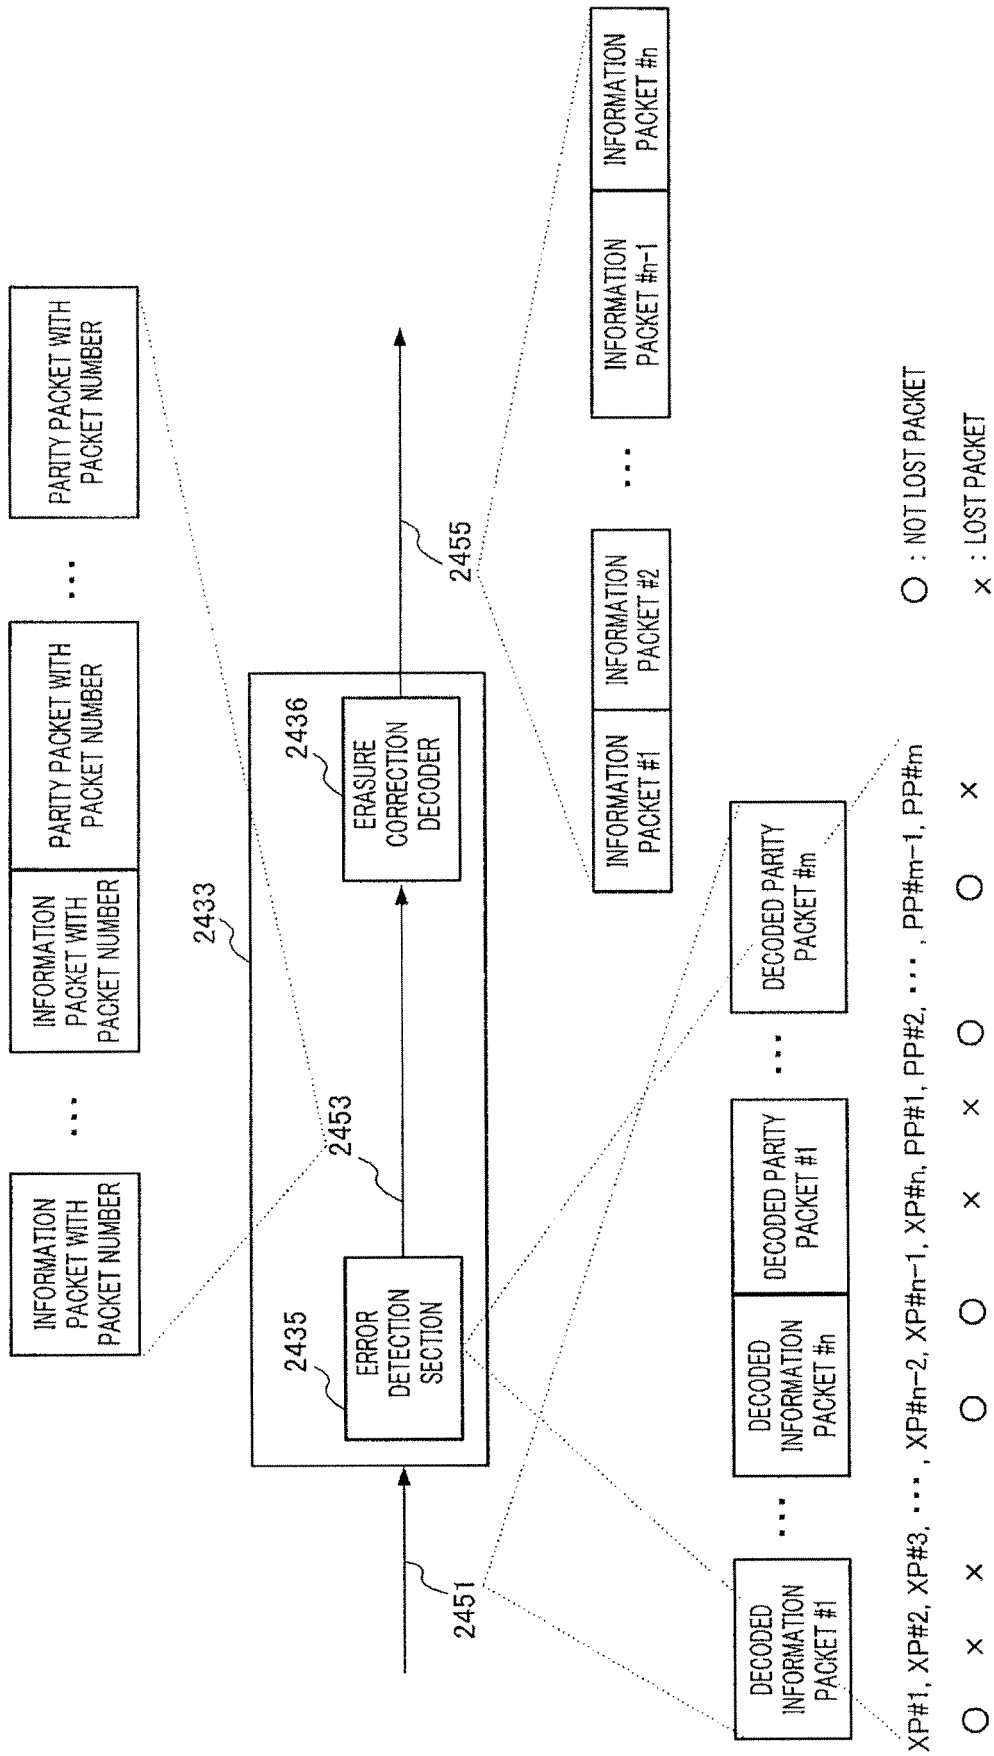 INFORMATION
PACKET WITH
PACKET NUMBER
...
INFORMATION
PACKET WITH
PACKET NUMBER
PARITY PACKET WITH
PACKET NUMBER
...
PARITY PACKET WITH
PACKET NUMBER
2433
2435
ERROR
DETECTION
SECTION
2453
2436
ERASURE
CORRECTION
DECODER
2451
2455
INFORMATION
PACKET #1
INFORMATION
PACKET #2
...
INFORMATION
PACKET #n-1
INFORMATION
PACKET #n
DECODED
INFORMATION
PACKET #1
...
DECODED
INFORMATION
PACKET #n
DECODED PARITY
PACKET #1
...
DECODED PARITY
PACKET #m
XP#1, XP#2, XP#3, ..., XP#n-2, XP#n-1, XP#n, PP#1, PP#2, ..., PP#m-1, PP#m
○ × × ○ ○ × × ○ ○ ×
○ : NOT LOST PACKET
× : LOST PACKET